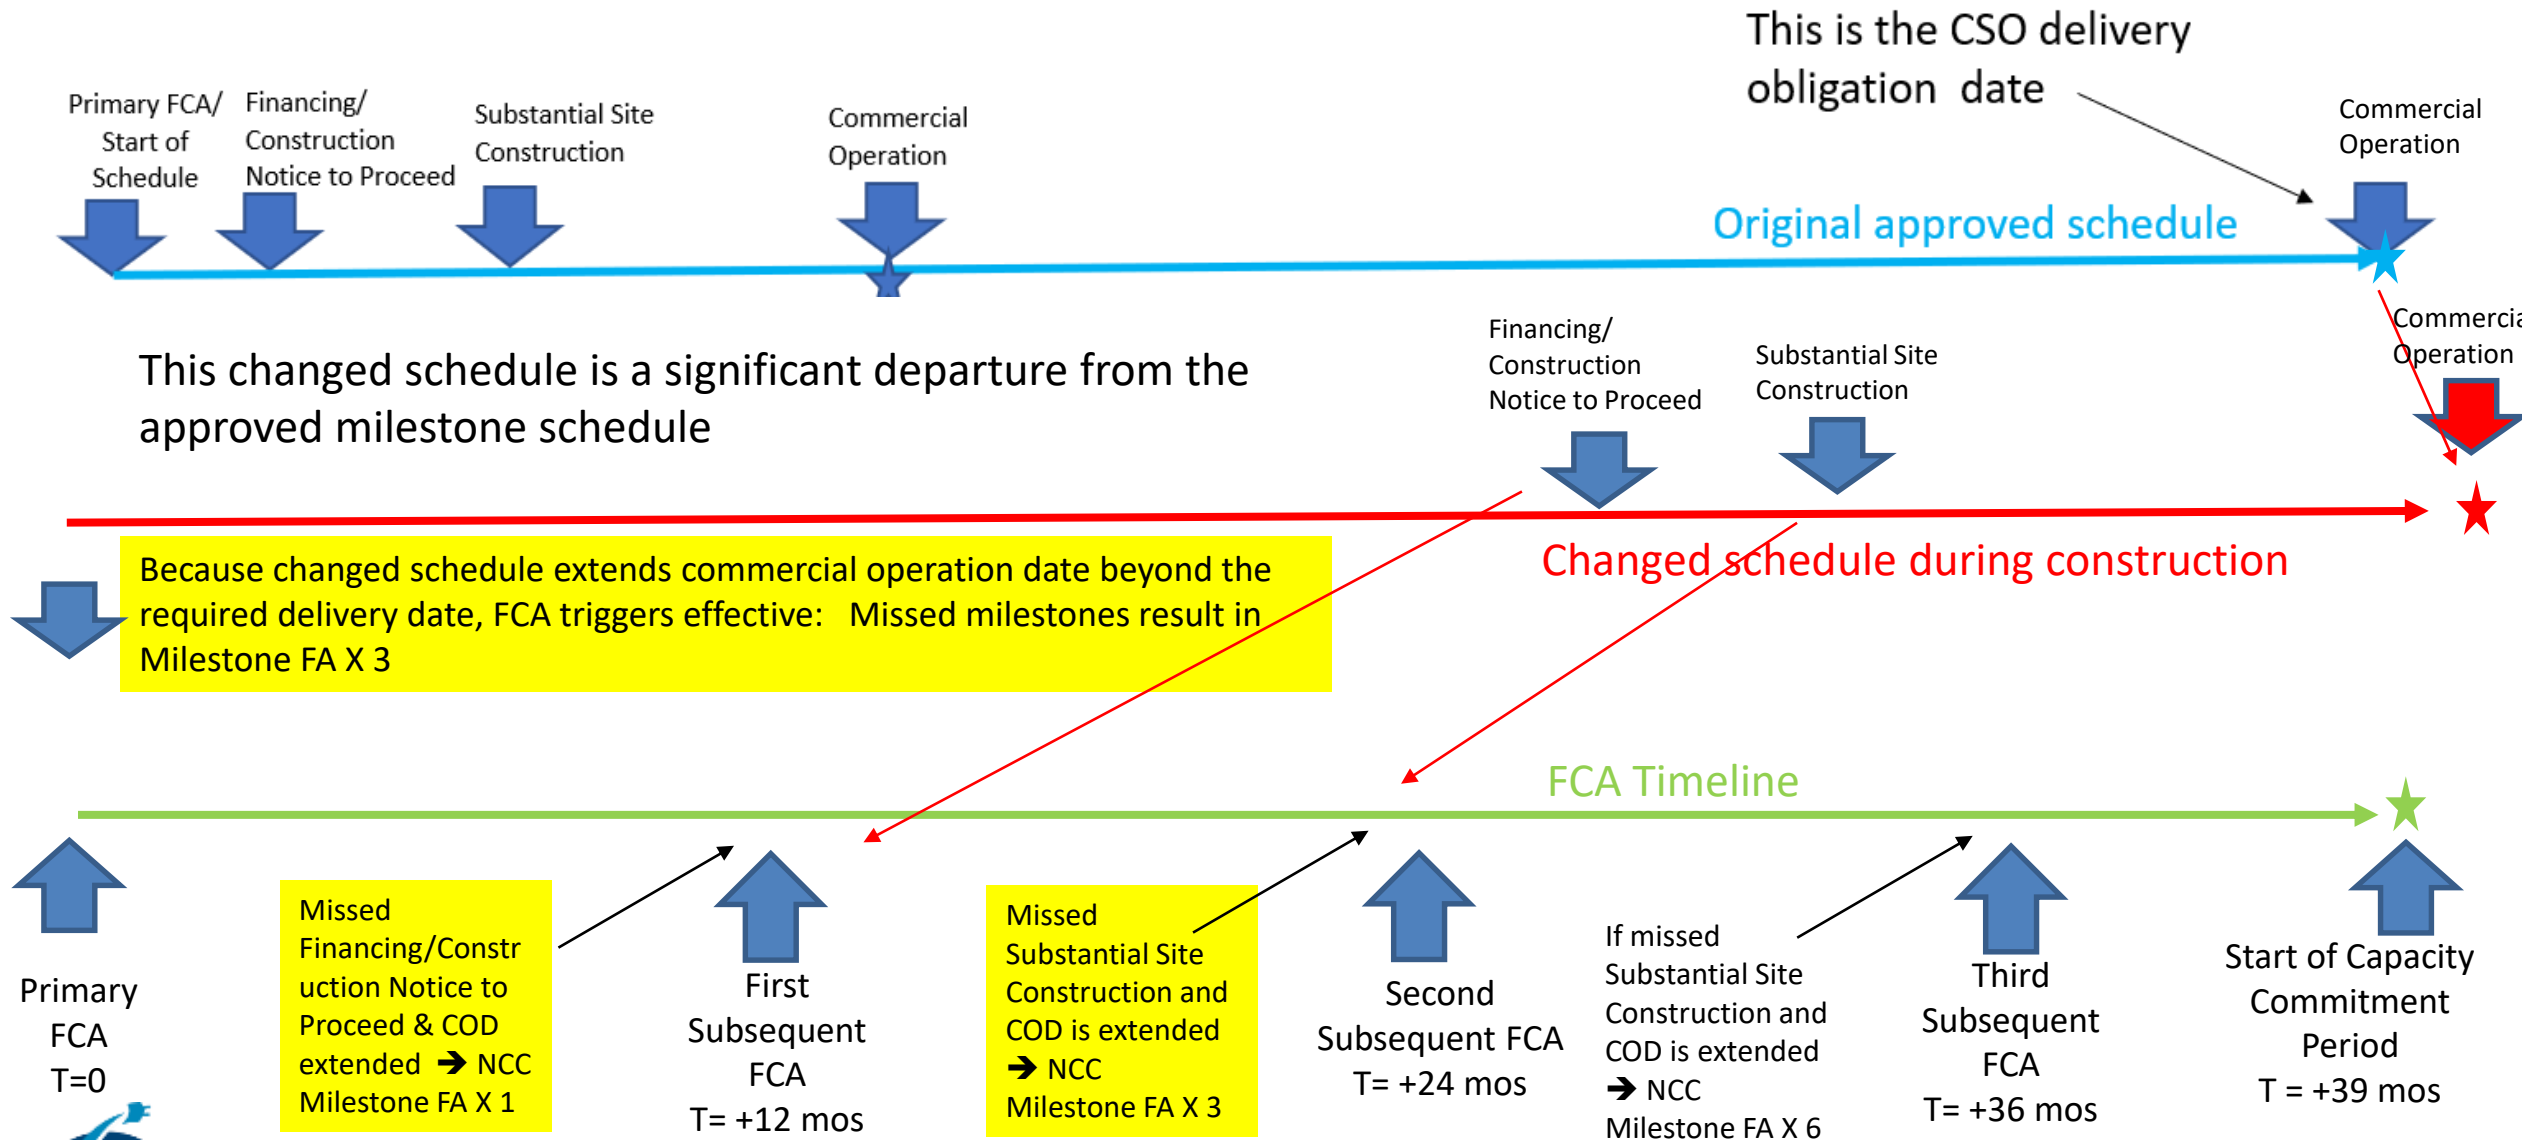 This is the CSO delivery
obligation  date
Primary FCA/
Start of
Schedule
Financing/
Construction
Notice to Proceed
Substantial Site
Construction
Commercial
Operation
Commercial
Operation
Original approved schedule
This changed schedule is a significant departure from the
approved milestone schedule
Financing/
Construction
Notice to Proceed
Substantial Site
Construction
Commercia
Operation
Changed schedule during construction
Because changed schedule extends commercial operation date beyond the
required delivery date, FCA triggers effective:   Missed milestones result in
Milestone FA X 3
FCA Timeline
Primary
FCA
T=0
Missed
Financing/Constr
uction Notice to
Proceed & COD
extended ➔ NCC
Milestone FA X 1
First
Subsequent
FCA
T= +12 mos
Missed
Substantial Site
Construction and
COD is extended
➔ NCC
Milestone FA X 3
Second
Subsequent FCA
T= +24 mos
If missed
Substantial Site
Construction and
COD is extended
➔ NCC
Milestone FA X 6
Third
Subsequent
FCA
T= +36 mos
Start of Capacity
Commitment
Period
T = +39 mos